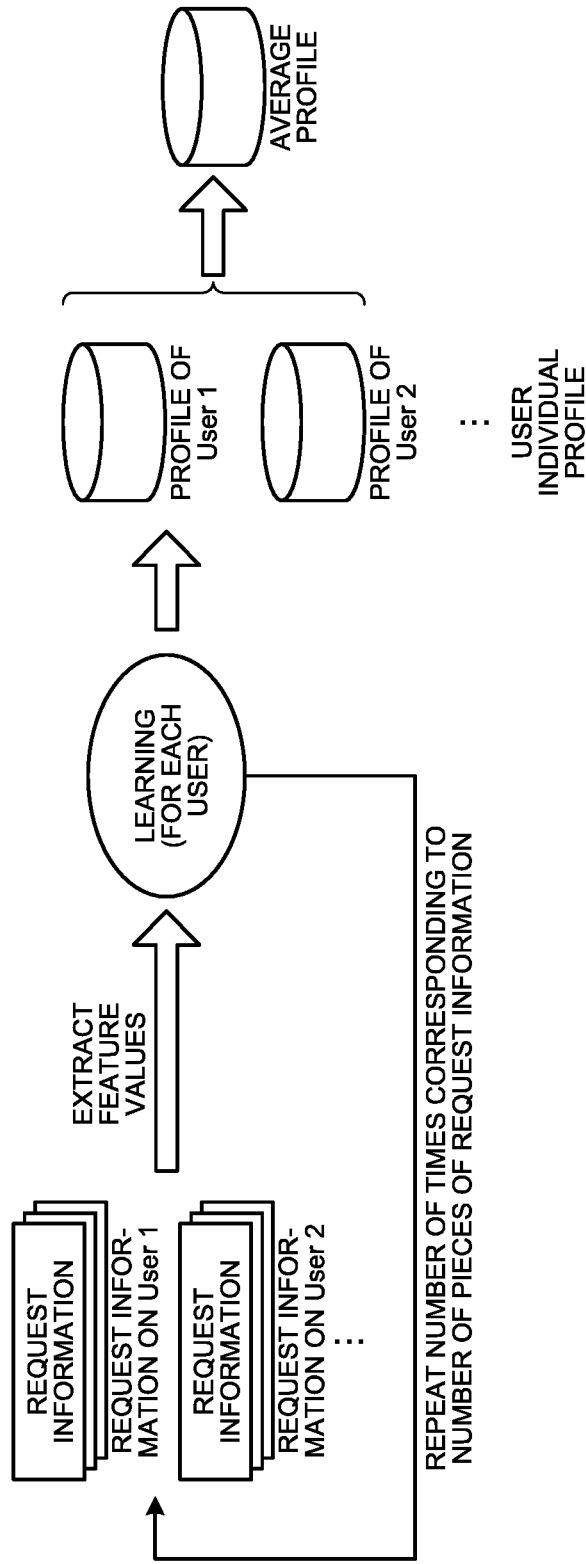 REQUEST
INFORMATION
REQUEST INFOR-
MATION ON User 1
REQUEST
INFORMATION
REQUEST INFOR-
MATION ON User 2
...
EXTRACT
FEATURE
VALUES
LEARNING
(FOR EACH
USER)
REPEAT NUMBER OF TIMES CORRESPONDING TO
NUMBER OF PIECES OF REQUEST INFORMATION
PROFILE OF
User 1
PROFILE OF
User 2
...
USER
INDIVIDUAL
PROFILE
AVERAGE
PROFILE